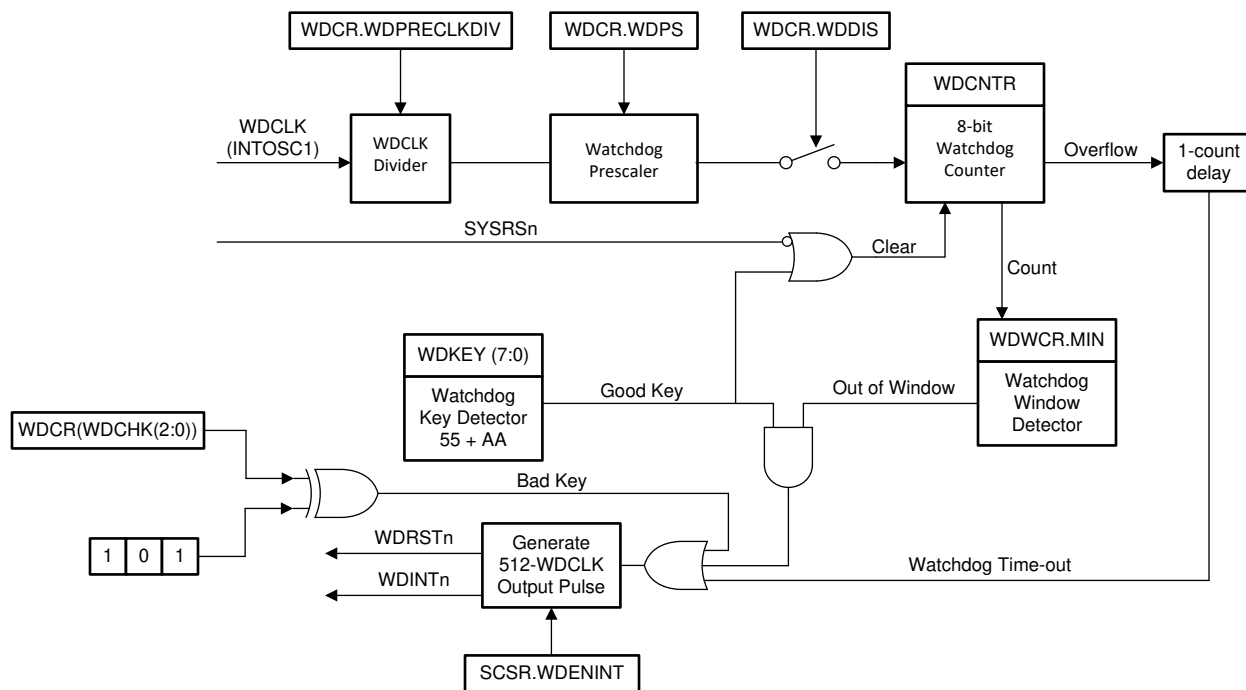 WDCR.WDPRECLKDIV
WDCR.WDPS
WDCR.WDDIS
WDCNTR
WDCLK
(INTOSC1)
WDCLK
Divider
Watchdog
Prescaler
8-bit
Watchdog
Counter
Overflow
1-count
delay
SYSRSn
Clear
Count
WDKEY (7:0)
Watchdog
Key Detector
55 + AA
Good Key
Out of Window
WDWCR.MIN
Watchdog
Window
Detector
WDCR(WDCHK(2:0))
Bad Key
1 0 1
WDRSTn
WDINTn
Generate
512-WDCLK
Output Pulse
Watchdog Time-out
SCSR.WDENINT